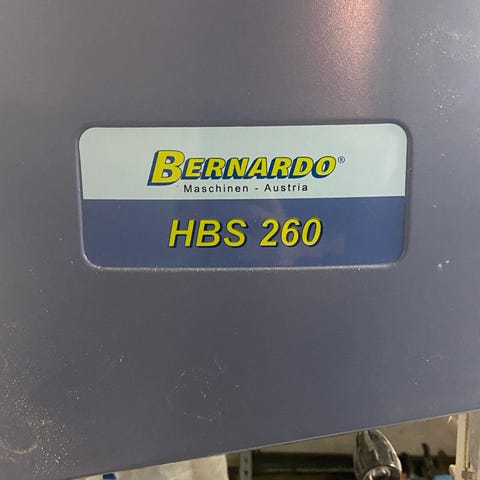 BERNARDO®
Maschinen - Austria
HBS 260